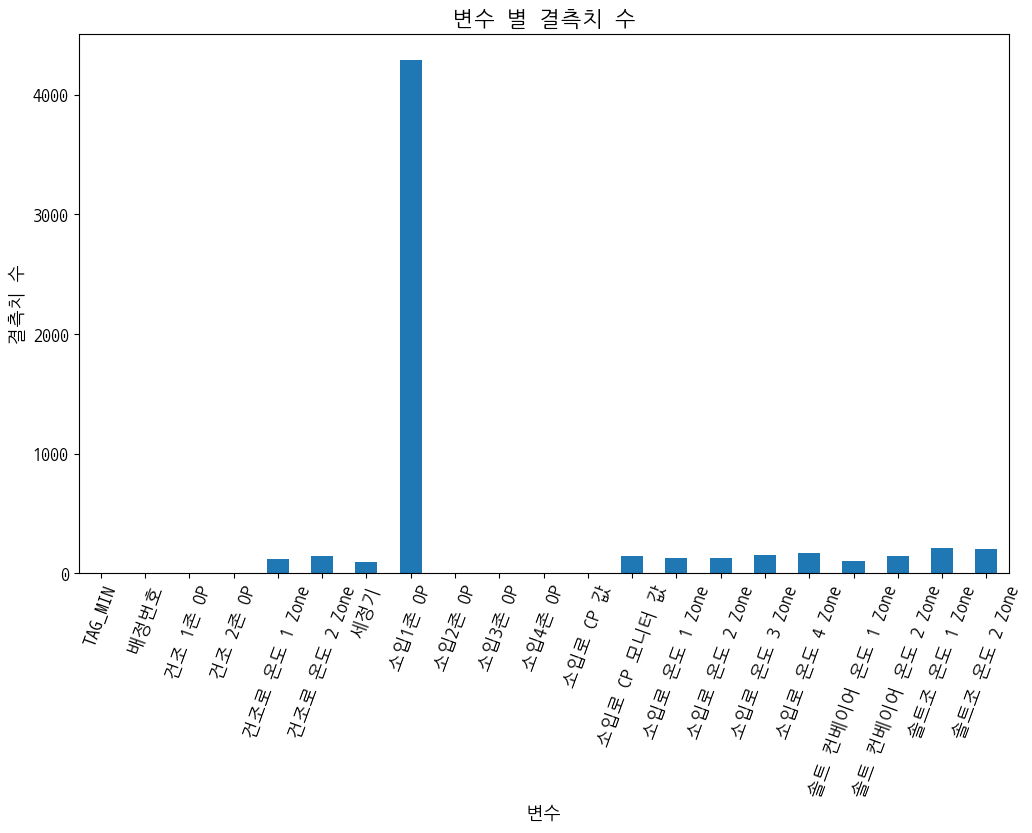 변수 별 결측치 수
결측치 수
4000
3000
2000
1000
0
TAG_MIN
배정번호
건조 1존 OP
건조 2존 OP
건조로 온도 1 Zone
건조로 온도 2 Zone
세정기
소입1존 OP
소입2존 OP
소입3존 OP
소입4존 OP
소입로 CP 값
소입로 CP 모니터 값
소입로 온도 1 Zone
소입로 온도 2 Zone
소입로 온도 3 Zone
소입로 온도 4 Zone
솔트 컨베이어 온도 1 Zone
솔트 컨베이어 온도 2 Zone
솔트조 온도 1 Zone
솔트조 온도 2 Zone
변수